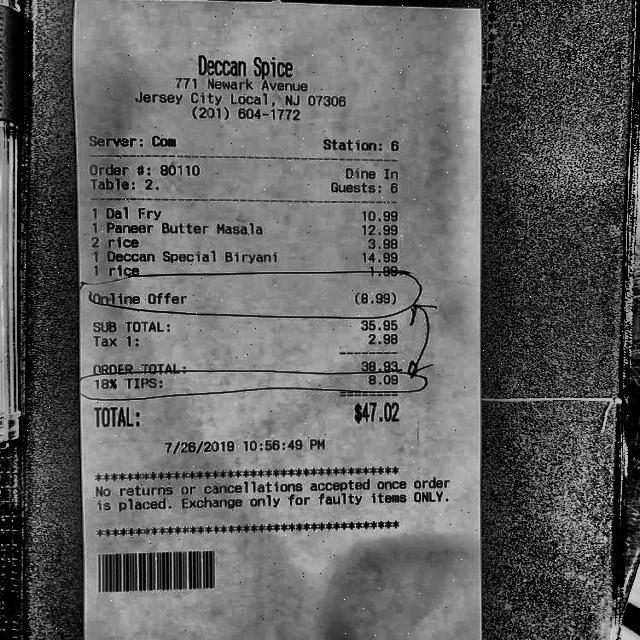 Deccan Spice
771 Newark Avenue
Jersey City Local, NJ 07306
(201) 604-1772
Server: Com Station: 6
Order #: 80110 Dine In
Table: 2. Guests: 6
1 Dal Fry 10.99
1 Paneer Butter Masala 12.99
2 rice 3.98
1 Deccan Special Biryani 14.99
1 rice 1.99
Online Offer (8.99)
SUB TOTAL: 35.95
Tax 1: 2.98
ORDER TOTAL: 38.93
18% TIPS: 8.09
TOTAL: $47.02
7/26/2019 10:56:49 PM
************************************
No returns or cancellations accepted once order
is placed. Exchange only for faulty items ONLY.
************************************